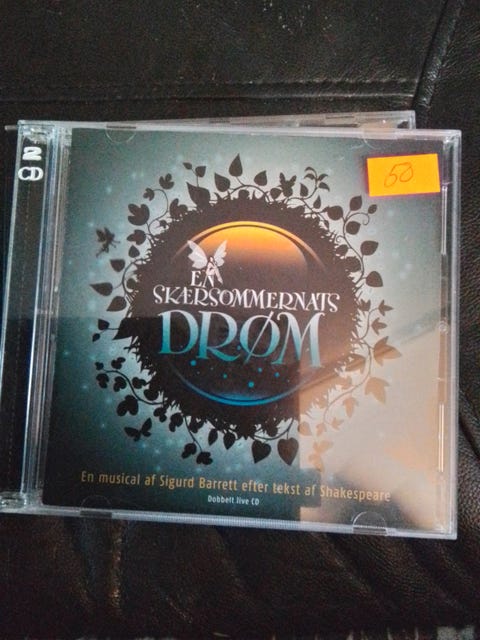 2
CD
50
EN
SKÆRSOMMERNATS
DRØM
En musical af Sigurd Barrett efter tekst af Shakespeare
Dobbelt live CD